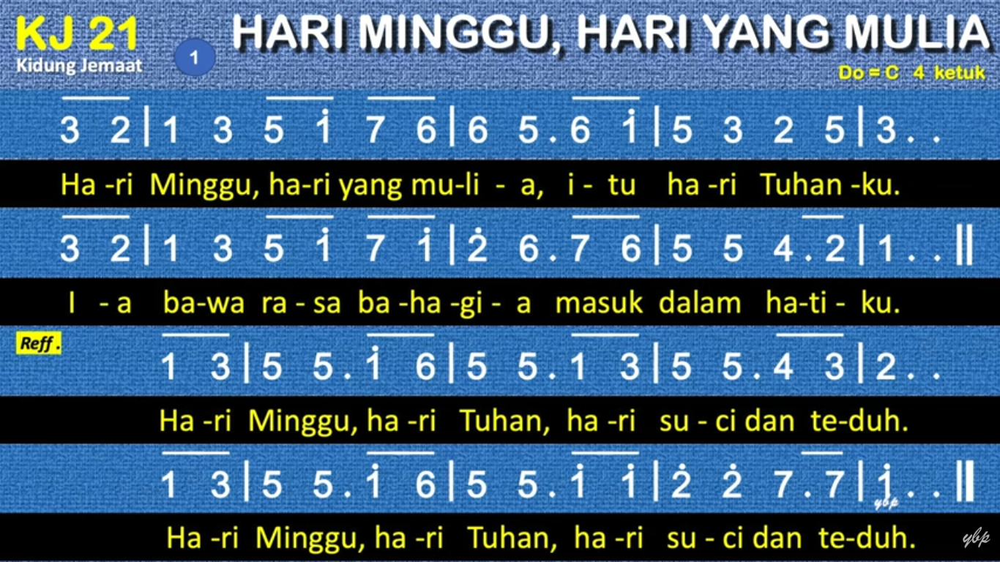 KJ 21
Kidung Jemaat
1
HARI MINGGU, HARI YANG MULIA
Do = C 4 ketuk
3 2 | 1 3 5 i̇ 7 6 | 6 5 . 6 i̇ | 5 3 2 5 | 3 . .
Ha -ri Minggu, ha-ri yang mu-li - a, i - tu ha -ri Tuhan -ku.
3 2 | 1 3 5 i̇ 7 i̇ | 2̇ 6 . 7 6 | 5 5 4 . 2 | 1 . . ||
I - a ba-wa ra - sa ba -ha -gi - a masuk dalam ha-ti - ku.
Reff .
1 3 | 5 5 . 1̇ 6 | 5 5 . 1 3 | 5 5 . 4 3 | 2 . .
Ha -ri Minggu, ha -ri Tuhan, ha -ri su - ci dan te-duh.
1 3 | 5 5 . 1̇ 6 | 5 5 . 1̇ 1̇ | 2̇ 2̇ 7 . 7 | 1̇ . . ||
ybp
Ha -ri Minggu, ha -ri Tuhan, ha -ri su - ci dan te-duh.
ybp